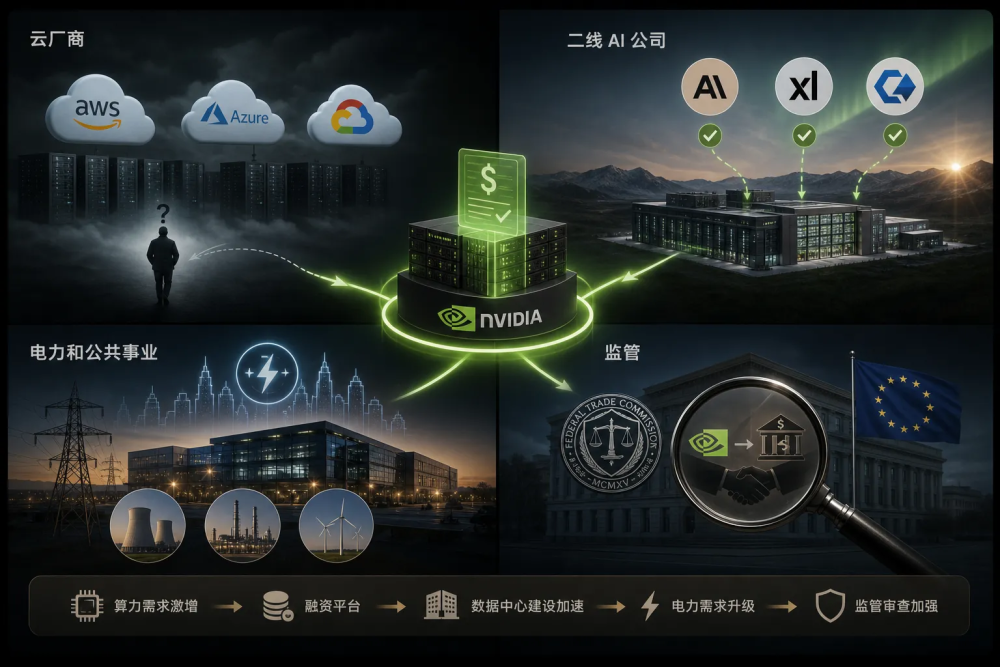 云厂商
aws
Azure
?
二线 AI 公司
AI
xl
$
NVIDIA
电力和公共事业
监管
FEDERAL TRADE COMMISSION
MCMXV
$
算力需求激增
融资平台
数据中心建设加速
电力需求升级
监管审查加强